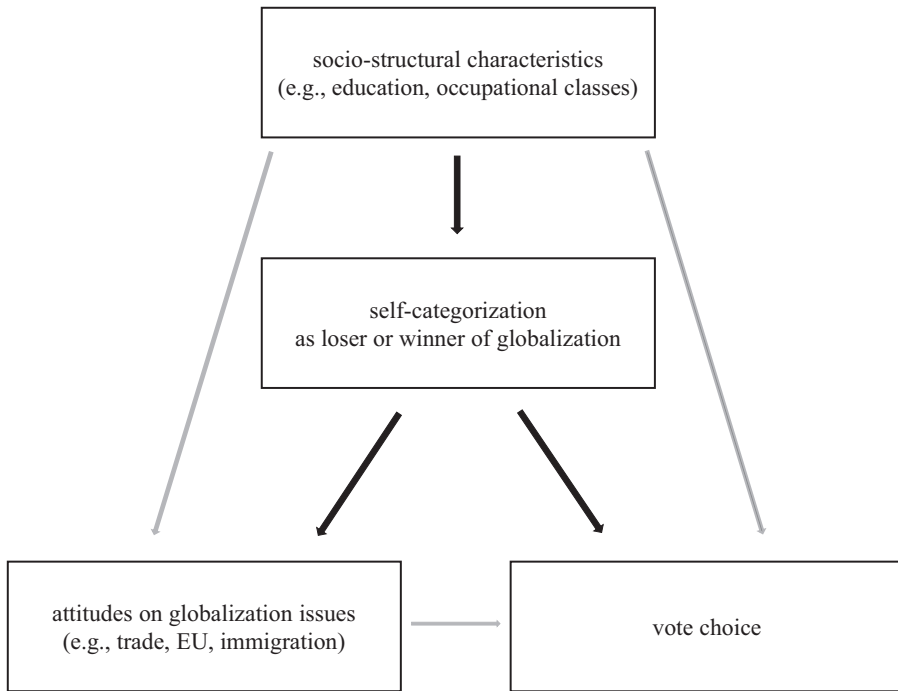 socio-structural characteristics
(e.g., education, occupational classes)
self-categorization
as loser or winner of globalization
attitudes on globalization issues
(e.g., trade, EU, immigration)
vote choice